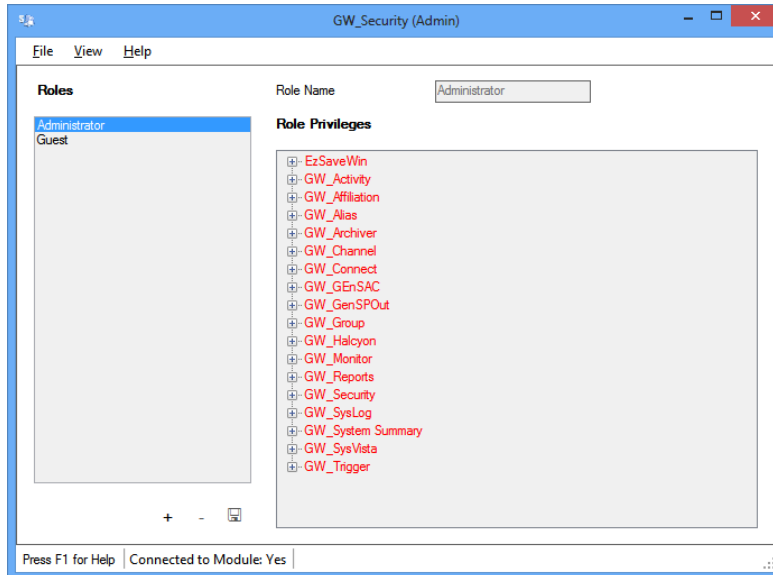 GW_Security (Admin)
File View Help
Roles
Administrator
Guest
+ -
Role Name Administrator
Role Privileges
EzSaveWin
GW_Activity
GW_Affiliation
GW_Alias
GW_Archiver
GW_Channel
GW_Connect
GW_GEnSAC
GW_GenSPOut
GW_Group
GW_Halcyon
GW_Monitor
GW_Reports
GW_Security
GW_SysLog
GW_System Summary
GW_SysVista
GW_Trigger
Press F1 for Help Connected to Module: Yes